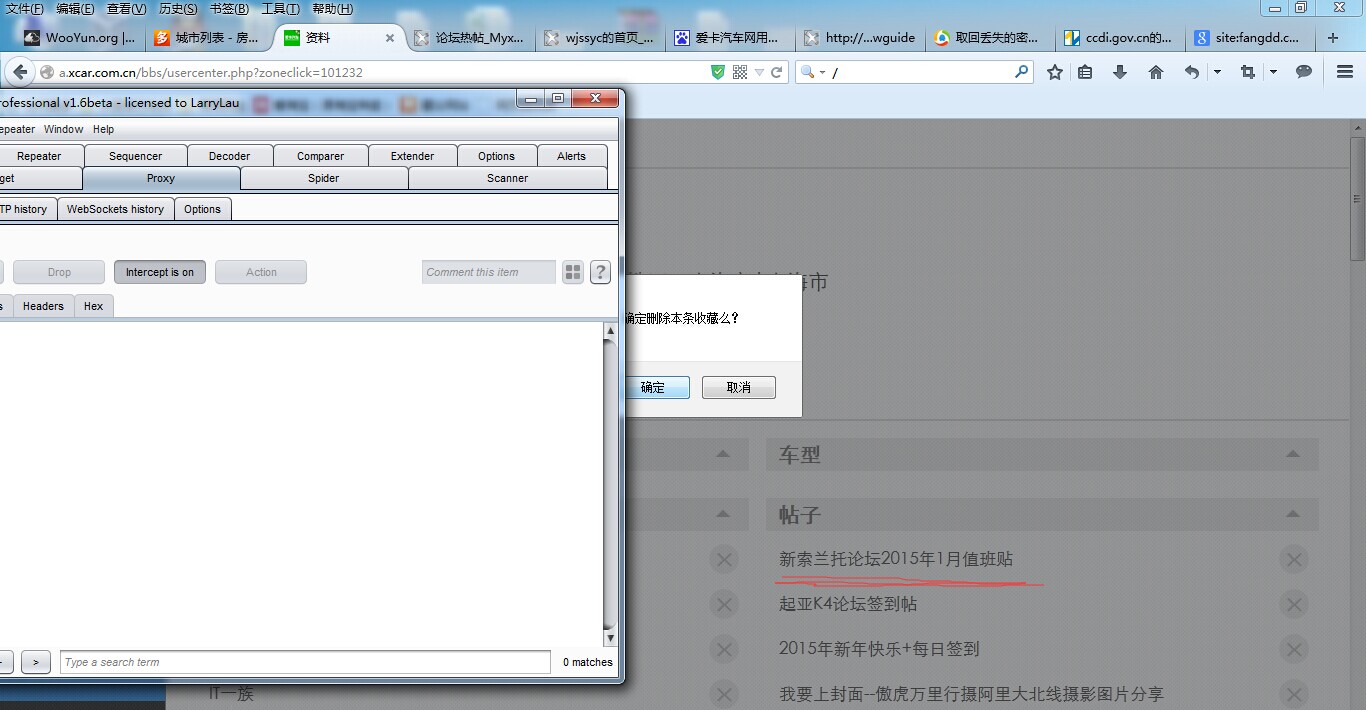 文件(F) 编辑(E) 查看(V) 历史(S) 书签(B) 工具(T) 帮助(H)
WooYun.org |... 城市列表 - 房... 资料 论坛热帖_Myx... wjssyc的首页_... 爱卡汽车网用... http://...wguide 取回丢失的密... ccdi.gov.cn的... site:fangdd.c...
a.xcar.com.cn/bbs/usercenter.php?zoneclick=101232 /
rofessional v1.6beta - licensed to LarryLau
epeater Window Help
Repeater Sequencer Decoder Comparer Extender Options Alerts
get Proxy Spider Scanner
TP history WebSockets history Options
Drop Intercept is on Action Comment this item ?
s Headers Hex
海市
确定删除本条收藏么?
确定 取消
车型
帖子
新索兰托论坛2015年1月值班贴
起亚K4论坛签到帖
2015年新年快乐+每日签到
> Type a search term 0 matches
IT一族 我要上封面--傲虎万里行摄阿里大北线摄影图片分享